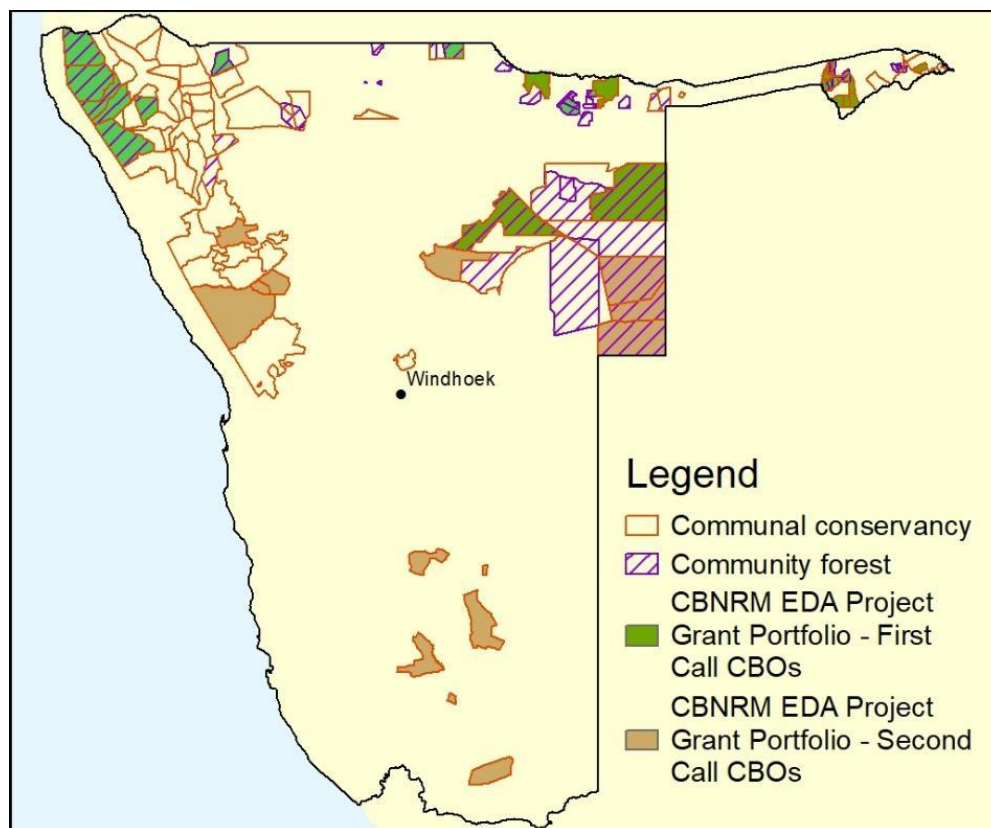 Windhoek
Legend
Communal conservancy
Community forest
CBNRM EDA Project
Grant Portfolio - First
Call CBOs
CBNRM EDA Project
Grant Portfolio - Second
Call CBOs